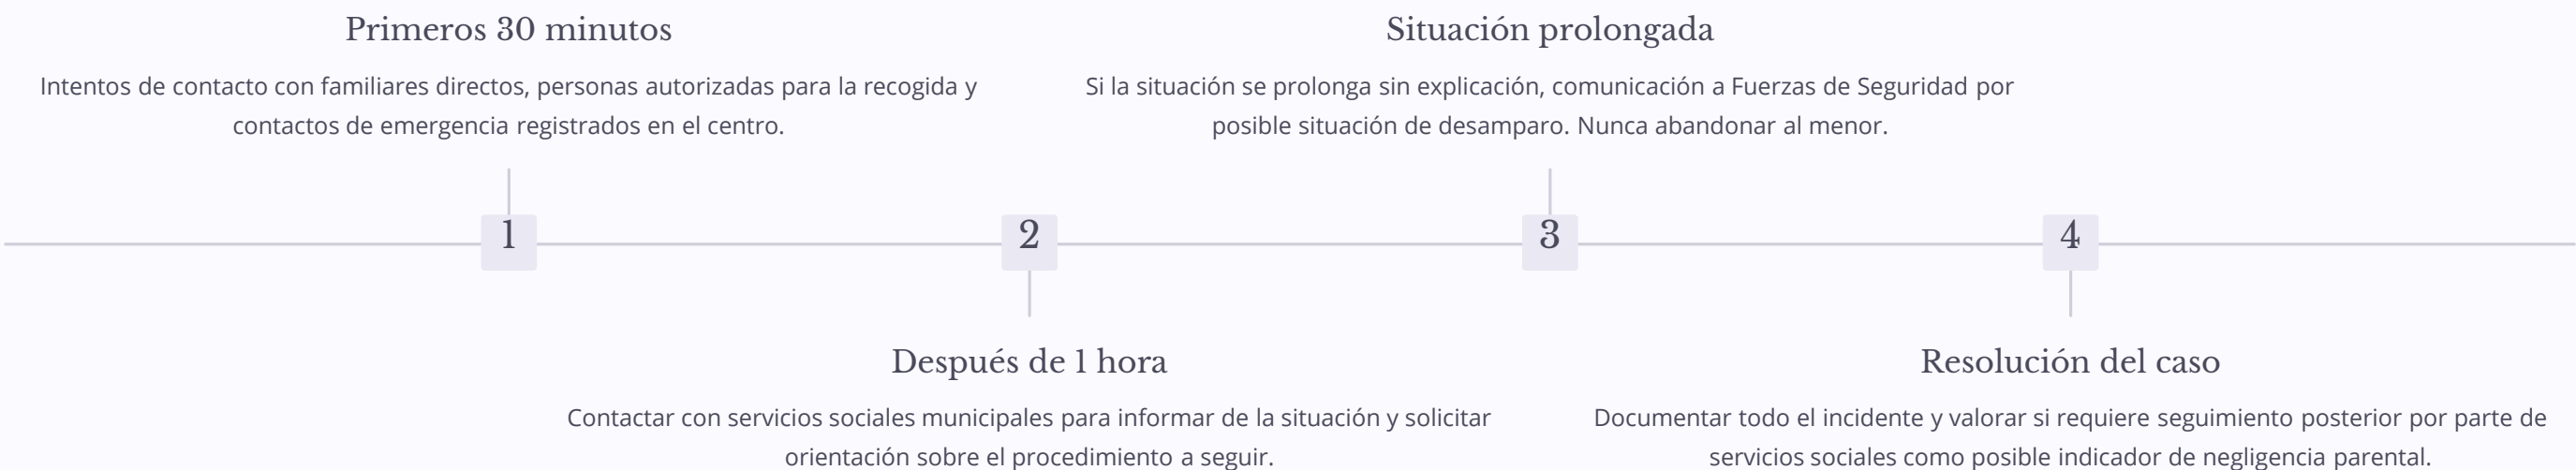 Primeros 30 minutos
Intentos de contacto con familiares directos, personas autorizadas para la recogida y
contactos de emergencia registrados en el centro.
1
2
Después de 1 hora
Contactar con servicios sociales municipales para informar de la situación y solicitar
orientación sobre el procedimiento a seguir.
Situación prolongada
Si la situación se prolonga sin explicación, comunicación a Fuerzas de Seguridad por
posible situación de desamparo. Nunca abandonar al menor.
3
4
Resolución del caso
Documentar todo el incidente y valorar si requiere seguimiento posterior por parte de
servicios sociales como posible indicador de negligencia parental.